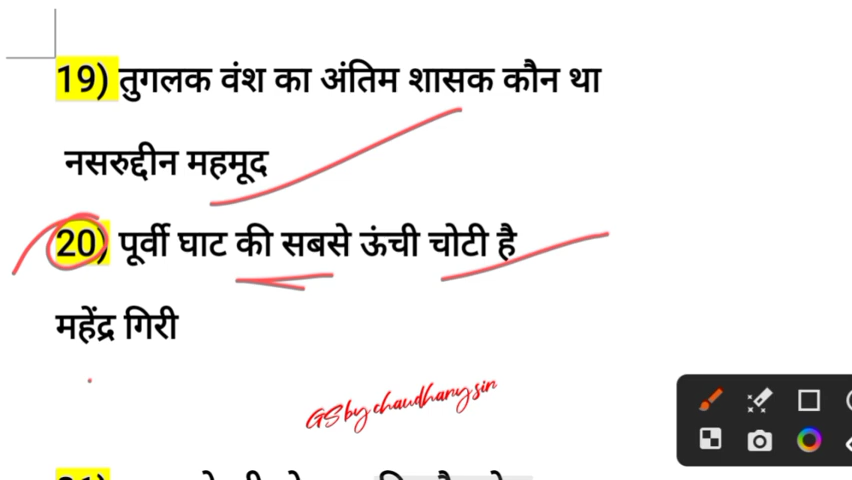 19) तुगलक वंश का अंतिम शासक कौन था
नसरुद्दीन महमूद
20) पूर्वी घाट की सबसे ऊंची चोटी है
महेंद्र गिरी
GS by chaudhary sir